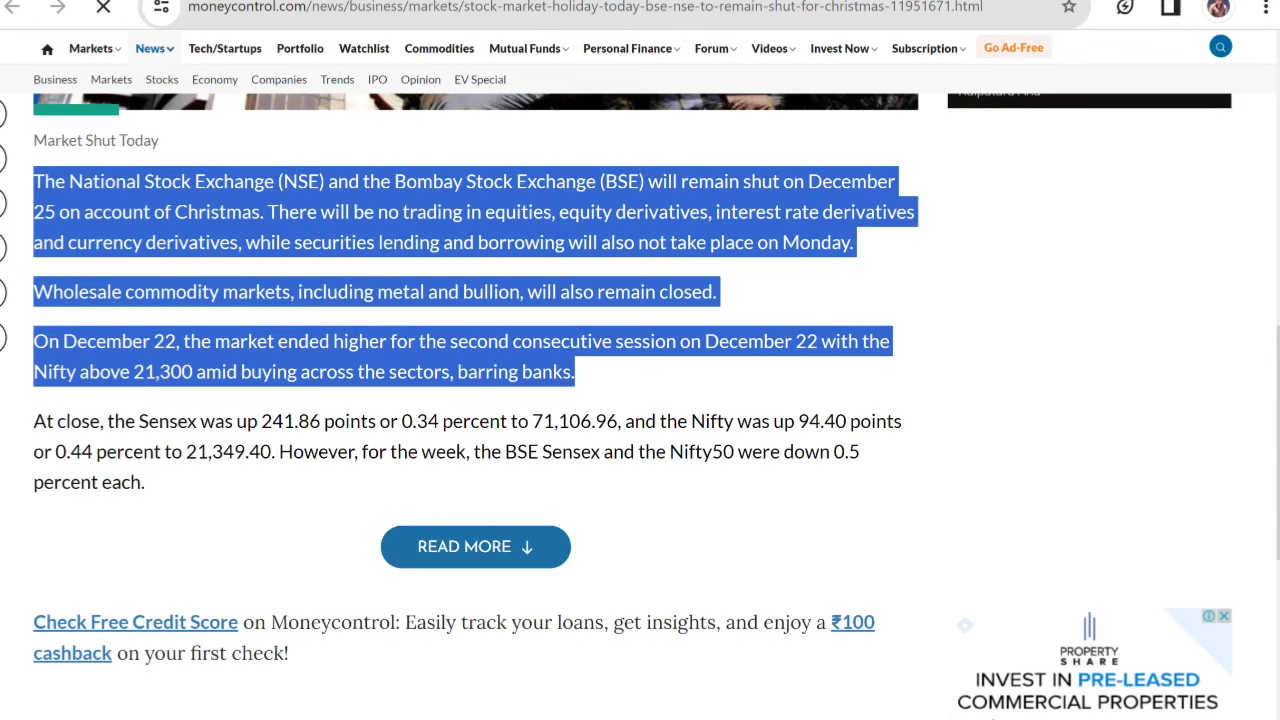 moneycontrol.com/news/business/markets/stock-market-holiday-today-bse-nse-to-remain-shut-for-christmas-11951671.html
Markets News Tech/Startups Portfolio Watchlist Commodities Mutual Funds Personal Finance Forum Videos Invest Now Subscription Go Ad-Free
Business Markets Stocks Economy Companies Trends IPO Opinion EV Special
Market Shut Today
The National Stock Exchange (NSE) and the Bombay Stock Exchange (BSE) will remain shut on December
25 on account of Christmas. There will be no trading in equities, equity derivatives, interest rate derivatives
and currency derivatives, while securities lending and borrowing will also not take place on Monday.
Wholesale commodity markets, including metal and bullion, will also remain closed.
On December 22, the market ended higher for the second consecutive session on December 22 with the
Nifty above 21,300 amid buying across the sectors, barring banks.
At close, the Sensex was up 241.86 points or 0.34 percent to 71,106.96, and the Nifty was up 94.40 points
or 0.44 percent to 21,349.40. However, for the week, the BSE Sensex and the Nifty50 were down 0.5
percent each.
READ MORE ↓
Check Free Credit Score on Moneycontrol: Easily track your loans, get insights, and enjoy a ₹100
cashback on your first check!
PROPERTY
SHARE
INVEST IN PRE-LEASED
COMMERCIAL PROPERTIES